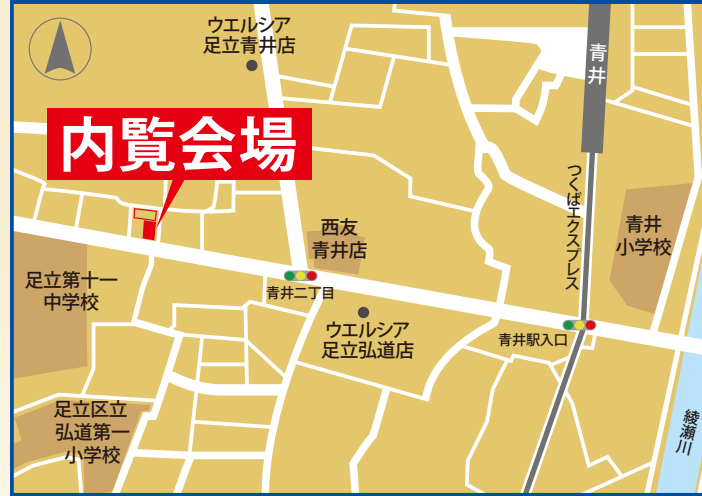 ウエルシア
足立青井店
青井
内覧会場
つくばエクスプレス
西友
青井店
青井
小学校
足立第十一
中学校
青井二丁目
ウエルシア
足立弘道店
青井駅入口
足立区立
弘道第一
小学校
綾瀬川